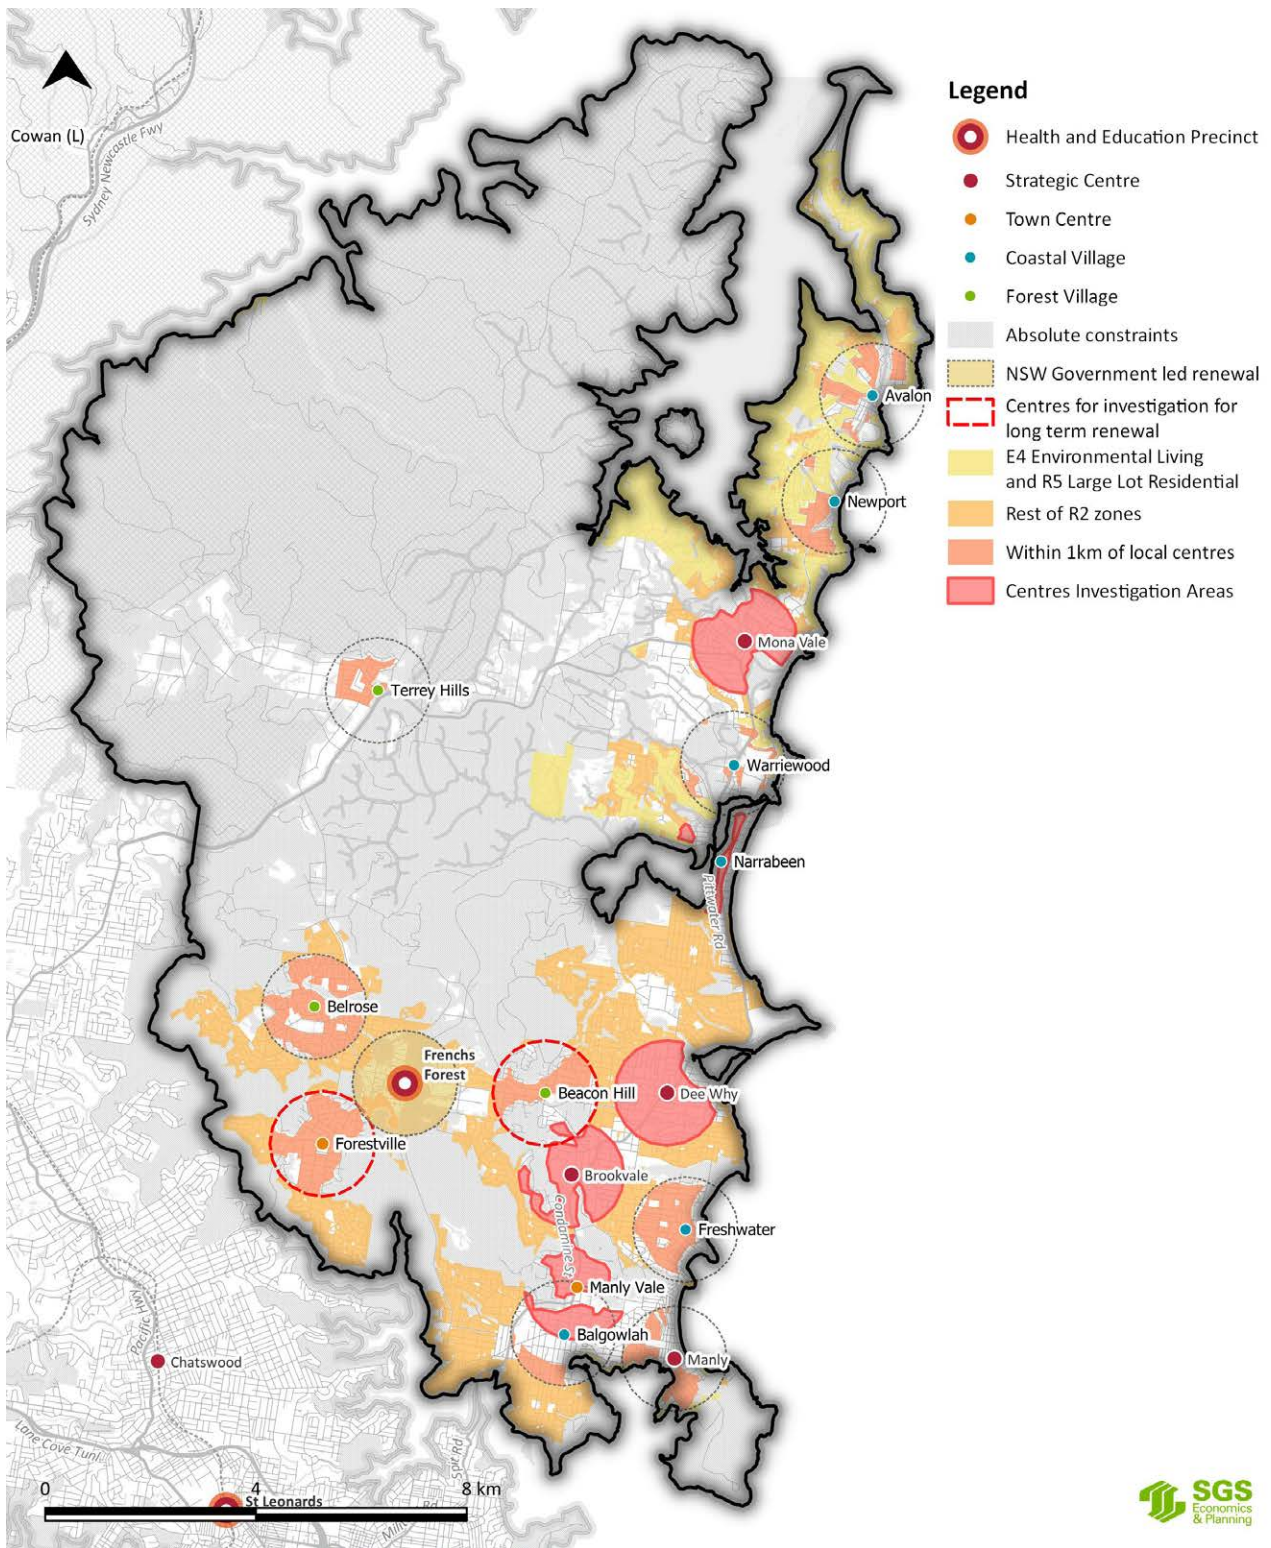 Cowan (L)
Sydney Newcastle Fwy
Legend
Health and Education Precinct
Strategic Centre
Town Centre
Coastal Village
Forest Village
Absolute constraints
NSW Government led renewal
Centres for investigation for
long term renewal
E4 Environmental Living
and R5 Large Lot Residential
Rest of R2 zones
Within 1km of local centres
Centres Investigation Areas
Avalon
Newport
Mona Vale
Terrey Hills
Warriewood
Narrabeen
Pittwater Rd
Belrose
Frenchs
Forest
Beacon Hill
Dee Why
Forestville
Brookvale
Condamine St
Freshwater
Manly Vale
Balgowlah
Manly
Pacific Hwy
Chatswood
Lane Cove Tunl
Rd
St Leonards
0 4 8 km
SGS
Economics
& Planning